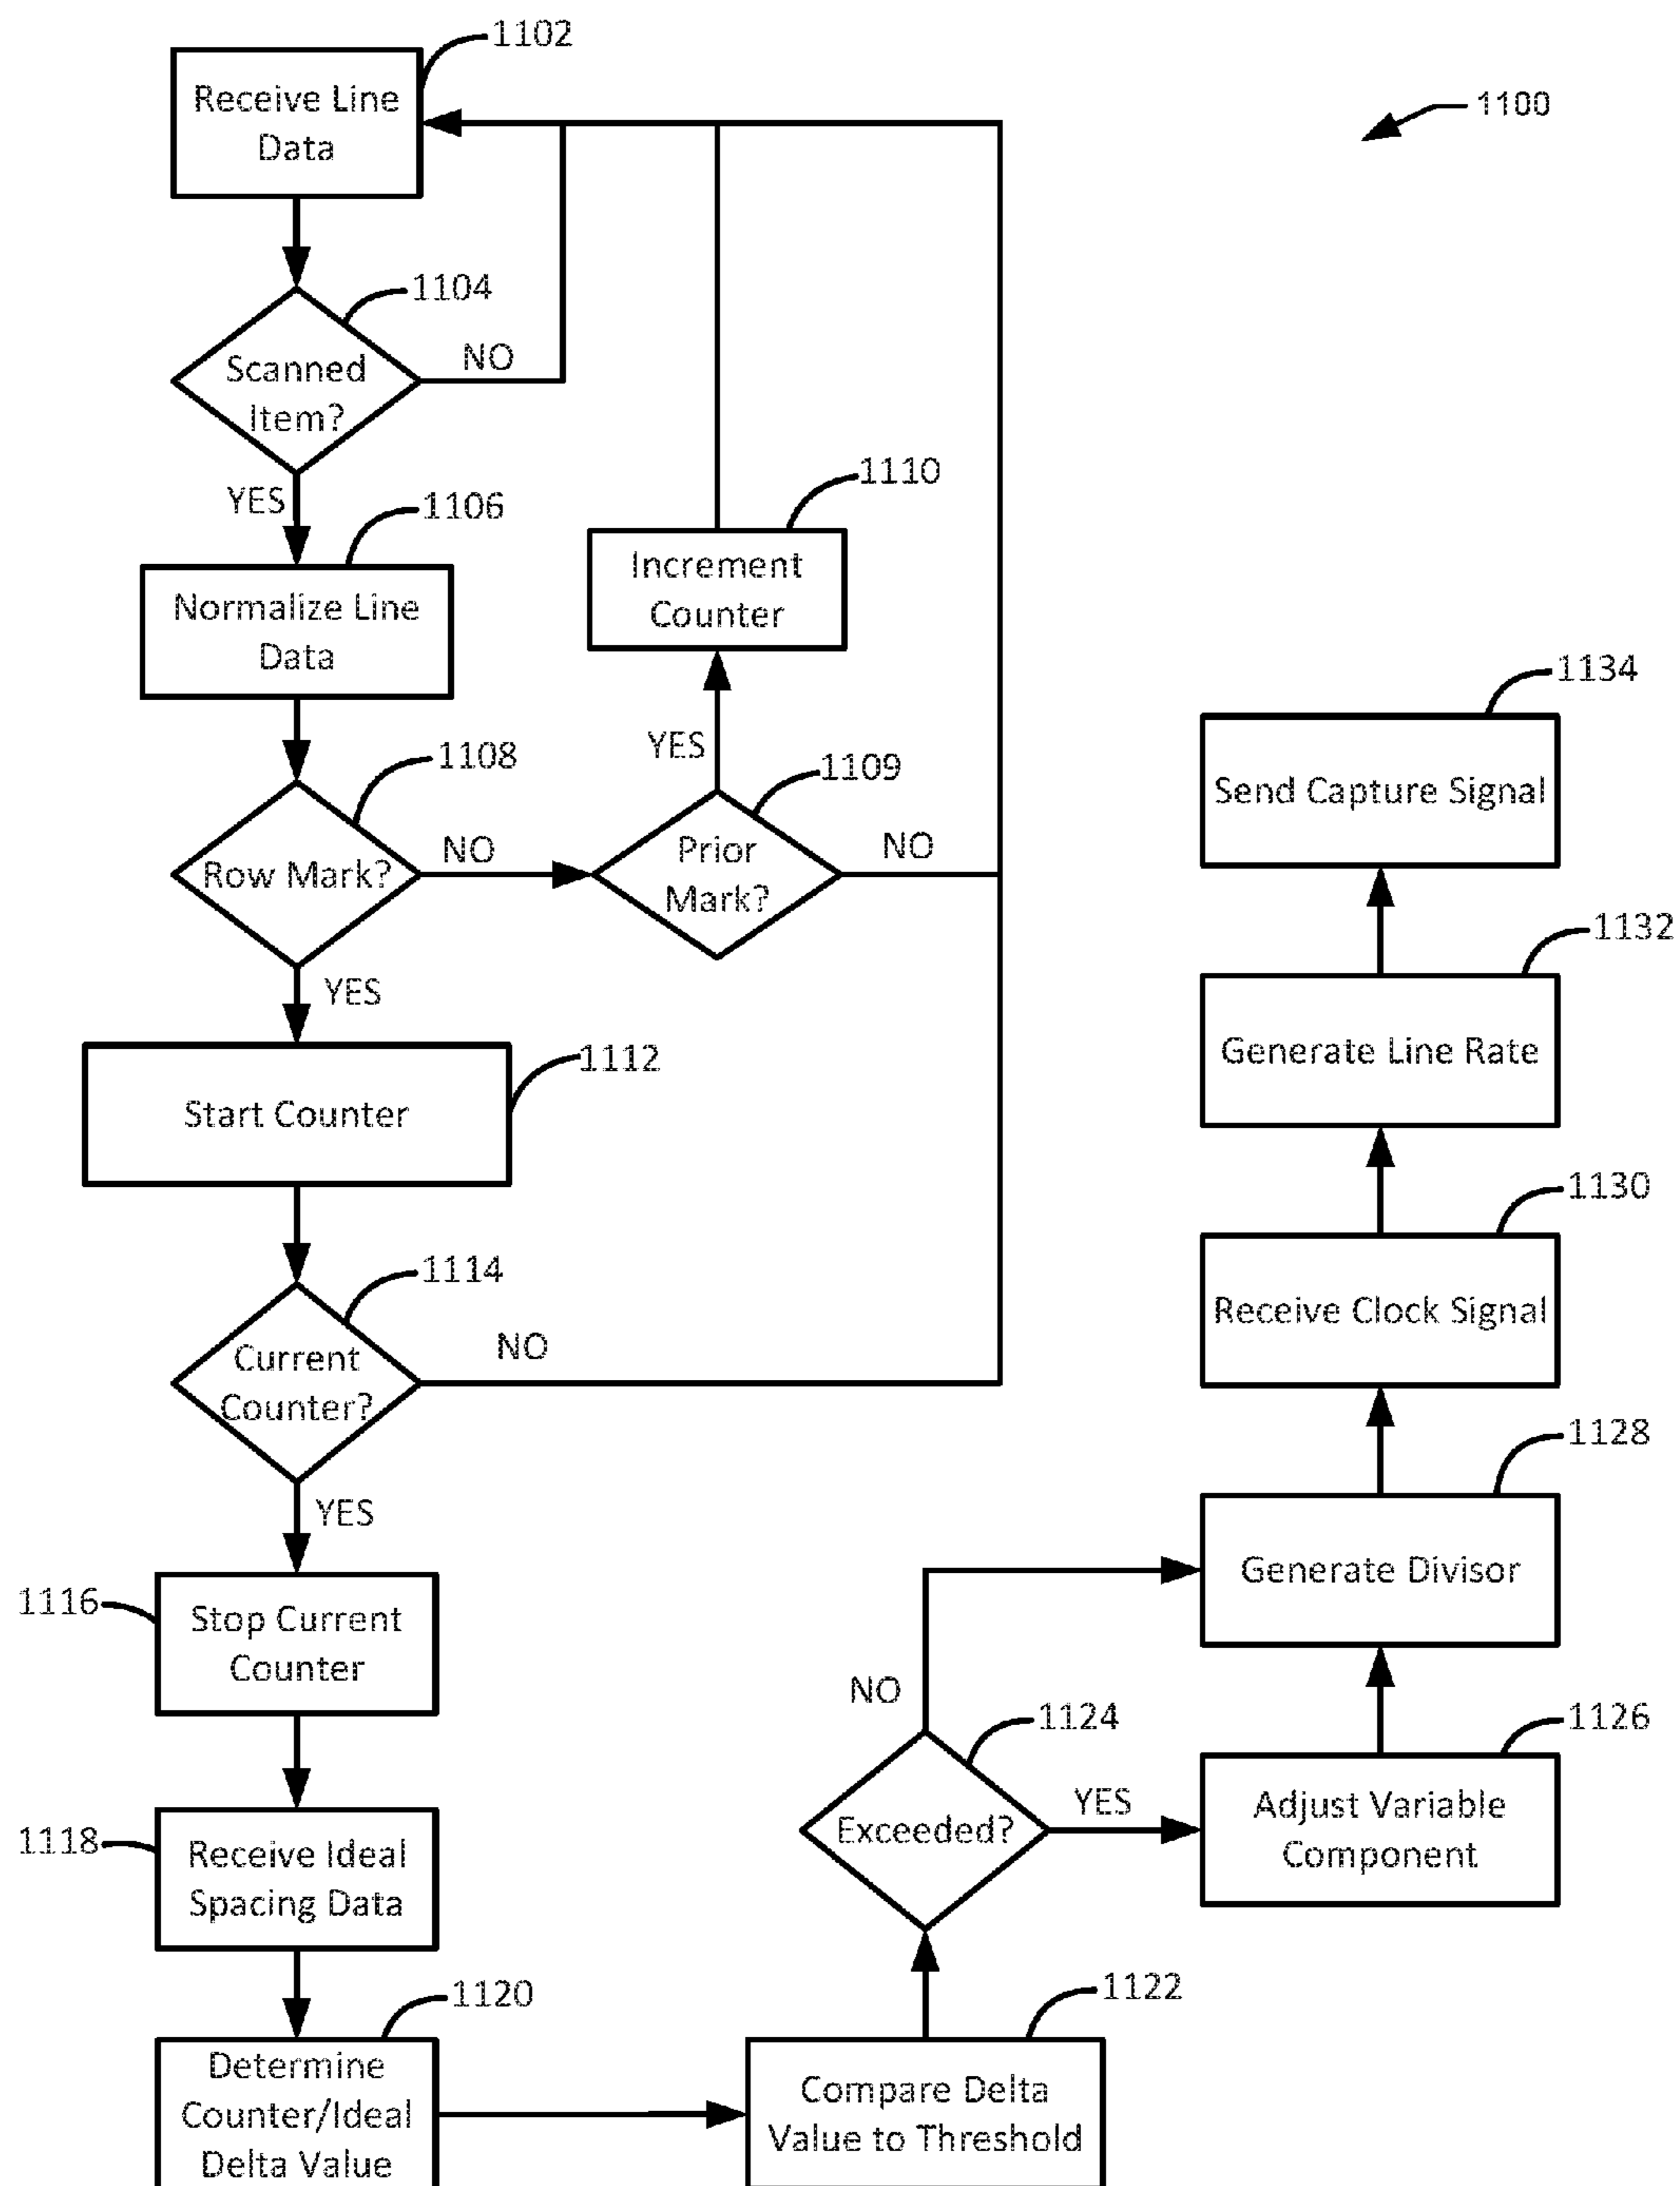 1102
Receive Line
Data
1100
1104
Scanned
Item?
NO
YES
1106
Normalize Line
Data
1110
Increment
Counter
1108
Row Mark?
NO
YES
1109
Prior
Mark?
NO
YES
1112
Start Counter
1114
Current
Counter?
NO
YES
1116
Stop Current
Counter
1118
Receive Ideal
Spacing Data
1120
Determine
Counter/Ideal
Delta Value
1122
Compare Delta
Value to Threshold
1124
Exceeded?
NO
YES
1126
Adjust Variable
Component
1128
Generate Divisor
1130
Receive Clock Signal
1132
Generate Line Rate
1134
Send Capture Signal